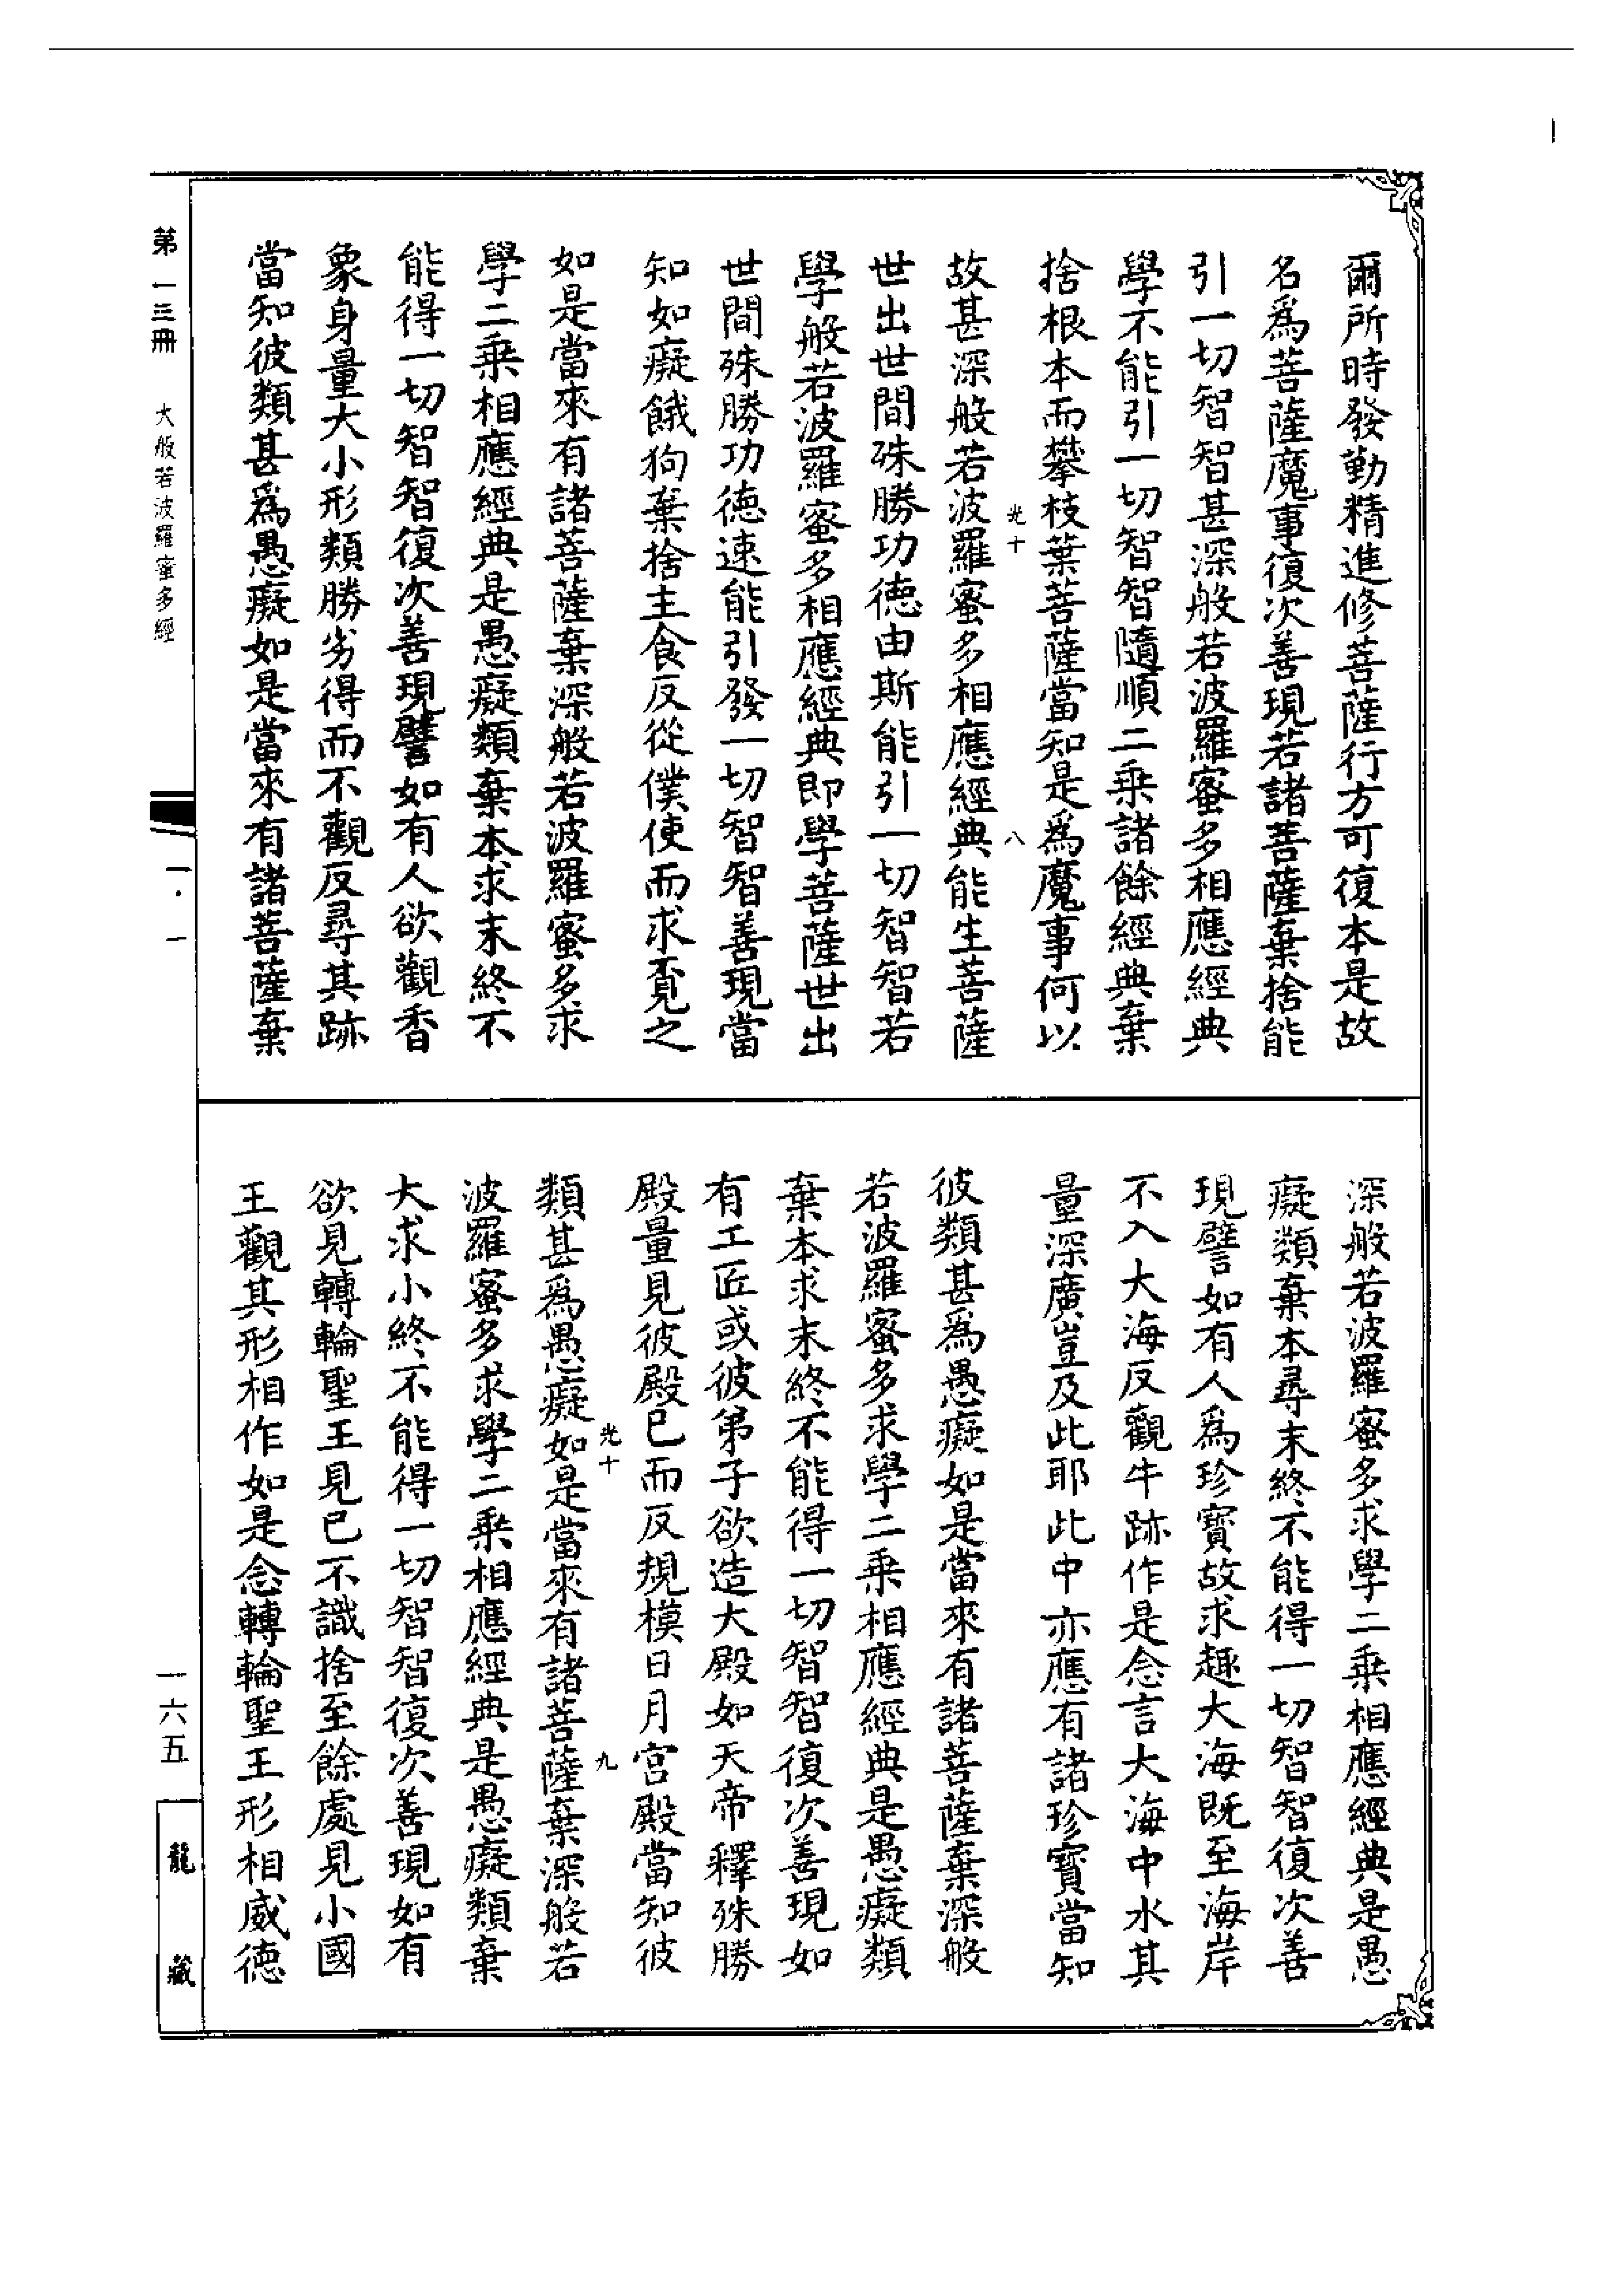 爾所時發勤精進修菩薩行方可復本是故
名爲菩薩魔事復次善現若諸菩薩棄捨能
引一切智智甚深般若波羅蜜多相應經典
學不能引一切智智隨順二乘諸餘經典棄
捨根本而攀枝葉菩薩當知是爲魔事何以
光十 八
故甚深般若波羅蜜多相應經典能生菩薩
世出世間殊勝功德由斯能引一切智智若
學般若波羅蜜多相應經典即學菩薩世出
世間殊勝功德速能引發一切智智善現當
知如癡餓狗棄捨主食反從僕使而求覔之
如是當來有諸菩薩棄深般若波羅蜜多求
學二乘相應經典是愚癡類棄本求末終不
能得一切智智復次善現譬如有人欲觀香
象身量大小形類勝劣得而不觀反尋其跡
當知彼類甚爲愚癡如是當來有諸菩薩棄
深般若波羅蜜多求學二乘相應經典是愚
癡類棄本尋末終不能得一切智智復次善
現譬如有人爲珍寶故求趣大海既至海岸
不入大海反觀牛跡作是念言大海中水其
量深廣豈及此耶此中亦應有諸珍寶當知
彼類甚爲愚癡如是當來有諸菩薩棄深般
若波羅蜜多求學二乘相應經典是愚癡類
棄本求末終不能得一切智智復次善現如
有工匠或彼弟子欲造大殿如天帝釋殊勝
殿量見彼殿已而反規模日月宮殿當知彼
光十 九
類甚爲愚癡如是當來有諸菩薩棄深般若
波羅蜜多求學二乘相應經典是愚癡類棄
大求小終不能得一切智智復次善現如有
欲見轉輪聖王見已不識捨至餘處見小國
王觀其形相作如是念轉輪聖王形相威德
第一三冊 大般若波羅蜜多經
一·一
一六五
龍藏